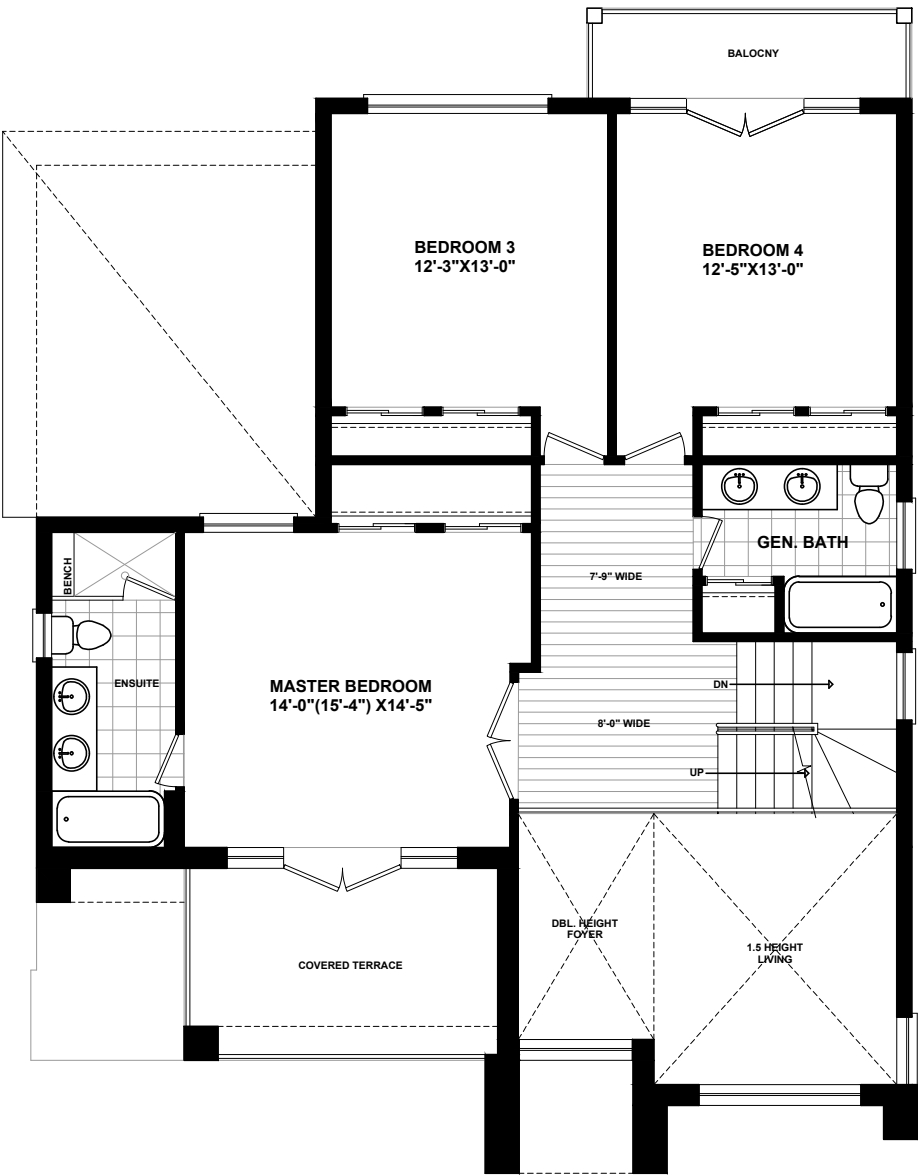 BALOCNY
BEDROOM 3
12'-3"X13'-0"
BEDROOM 4
12'-5"X13'-0"
GEN. BATH
BENCH
7'-9" WIDE
ENSUITE
MASTER BEDROOM
14'-0"(15'-4") X14'-5"
DN
8'-0" WIDE
UP
DBL. HEIGHT
FOYER
1.5 HEIGHT
LIVING
COVERED TERRACE